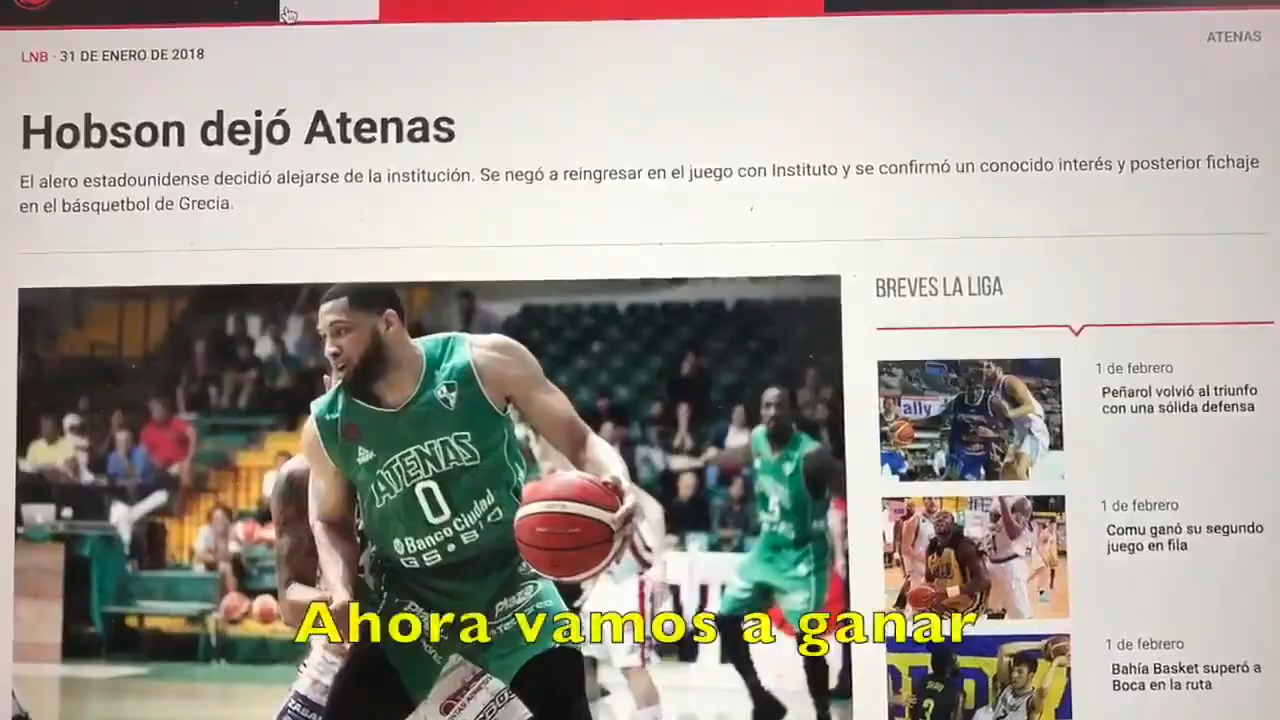 ATENAS
LNB · 31 DE ENERO DE 2018
Hobson dejó Atenas
El alero estadounidense decidió alejarse de la institución. Se negó a reingresar en el juego con Instituto y se confirmó un conocido interés y posterior fichaje
en el básquetbol de Grecia.
BREVES LA LIGA
1 de febrero
Peñarol volvió al triunfo
con una sólida defensa
1 de febrero
Comu ganó su segundo
juego en fila
1 de febrero
Bahía Basket superó a
Boca en la ruta
ATENAS
0
Banco Ciudad
plaza
ally
3
Ahora vamos a ganar